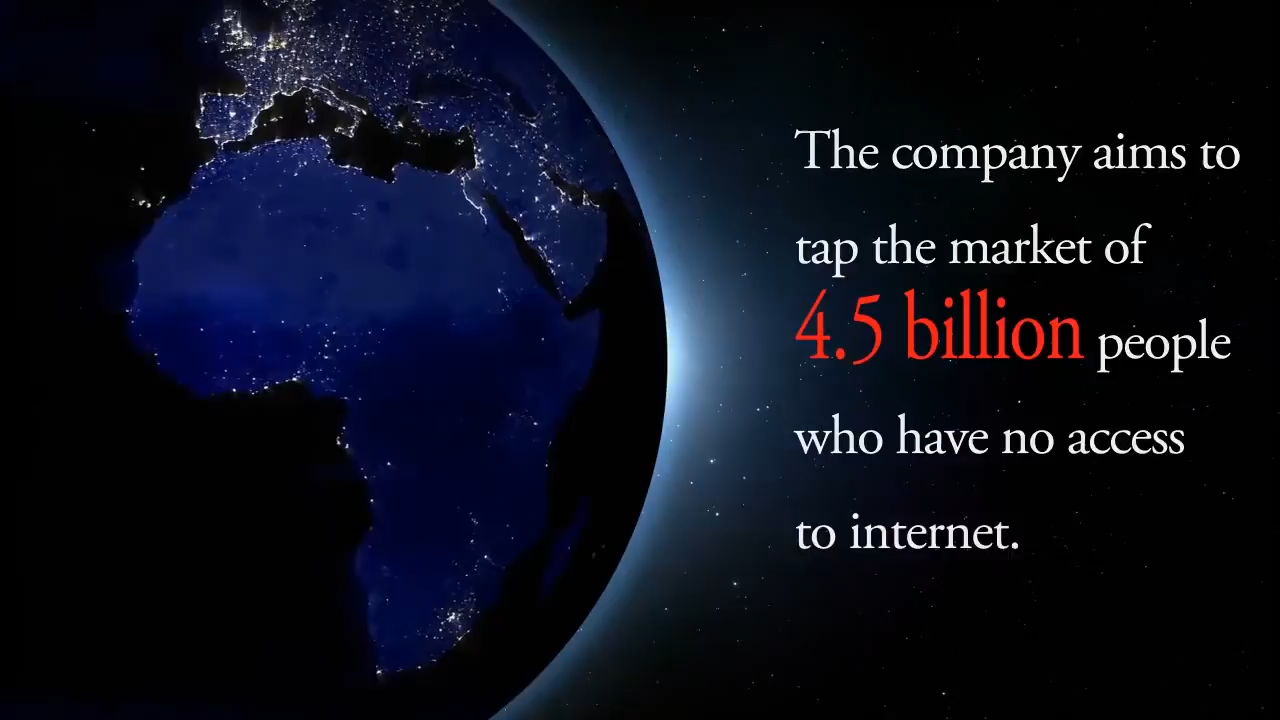 The company aims to
tap the market of
4.5 billion people
who have no access
to internet.